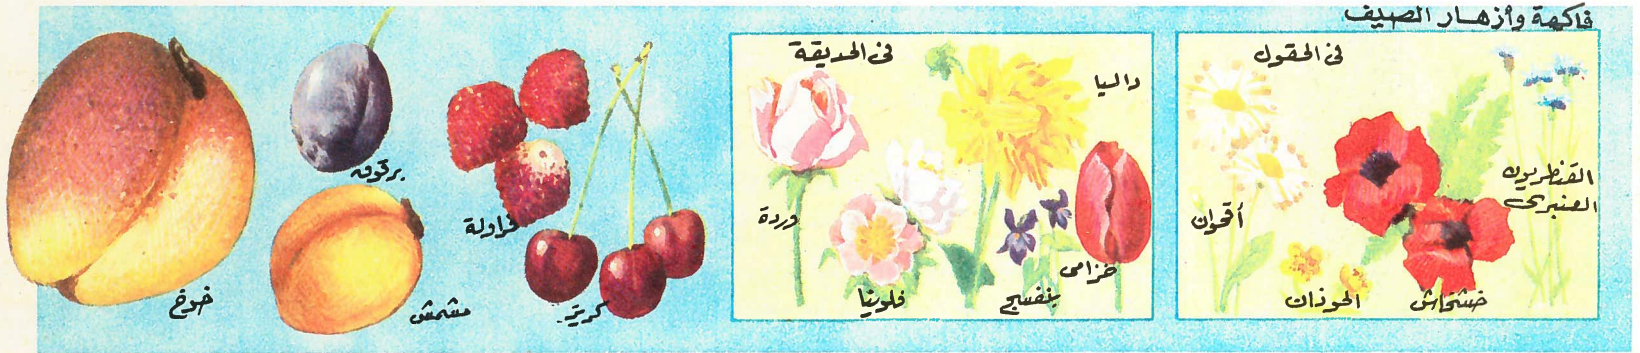 فاكهة وأزهار الصيف
فى الحقول
أقحوان
الحوذان
خشخاش
القنطريون
العنبرى
فى الحديقة
داليا
وردة
فلوينا
بنفسج
خزامى
كريز
فراولة
برقوق
مشمش
خوخ